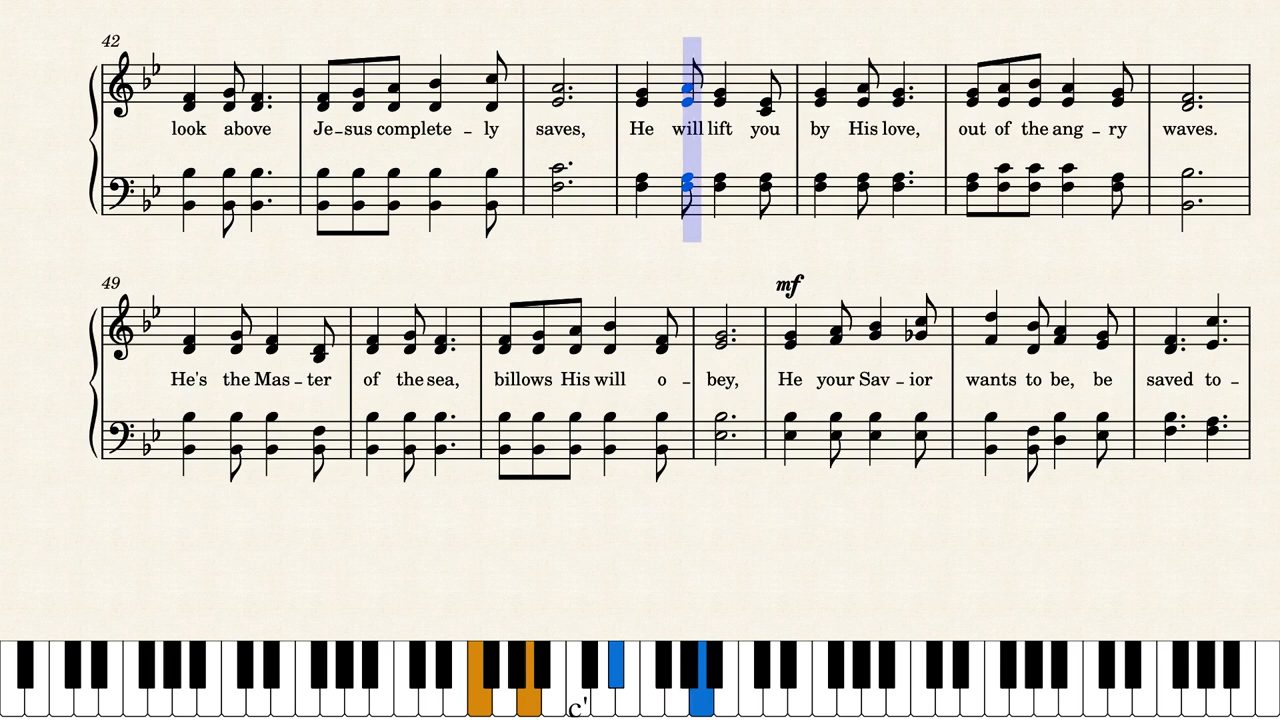 42
look above Je-sus complete - ly saves, He will lift you by His love, out of the ang - ry waves.
49
mf
He's the Mas - ter of the sea, billows His will o - bey, He your Sav - ior wants to be, be saved to -
c'